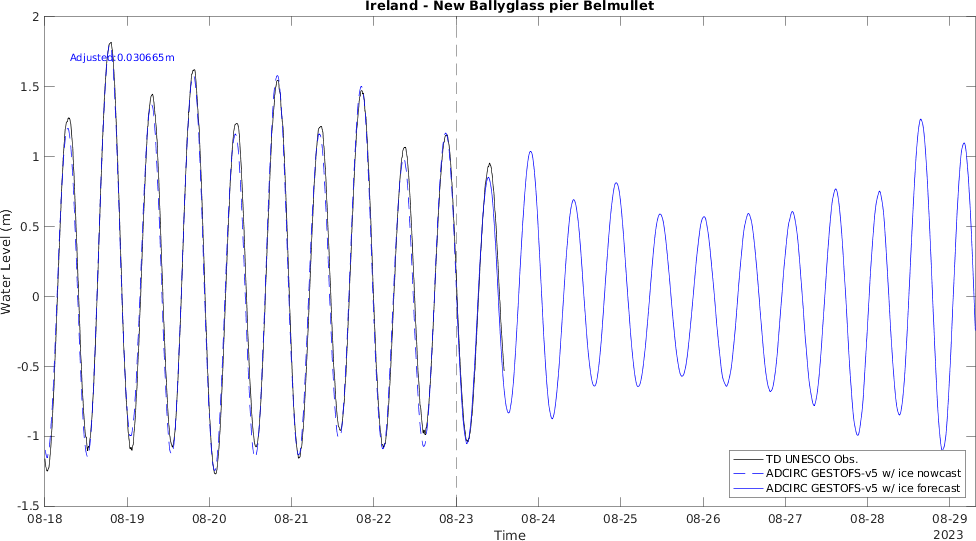 Ireland - New Ballyglass pier Belmullet
Adjusted:0.030665m
Water Level (m)
2
1.5
1
0.5
0
-0.5
-1
-1.5
TD UNESCO Obs.
ADCIRC GESTOFS-v5 w/ ice nowcast
ADCIRC GESTOFS-v5 w/ ice forecast
08-18 08-19 08-20 08-21 08-22 08-23 08-24 08-25 08-26 08-27 08-28 08-29
Time
2023